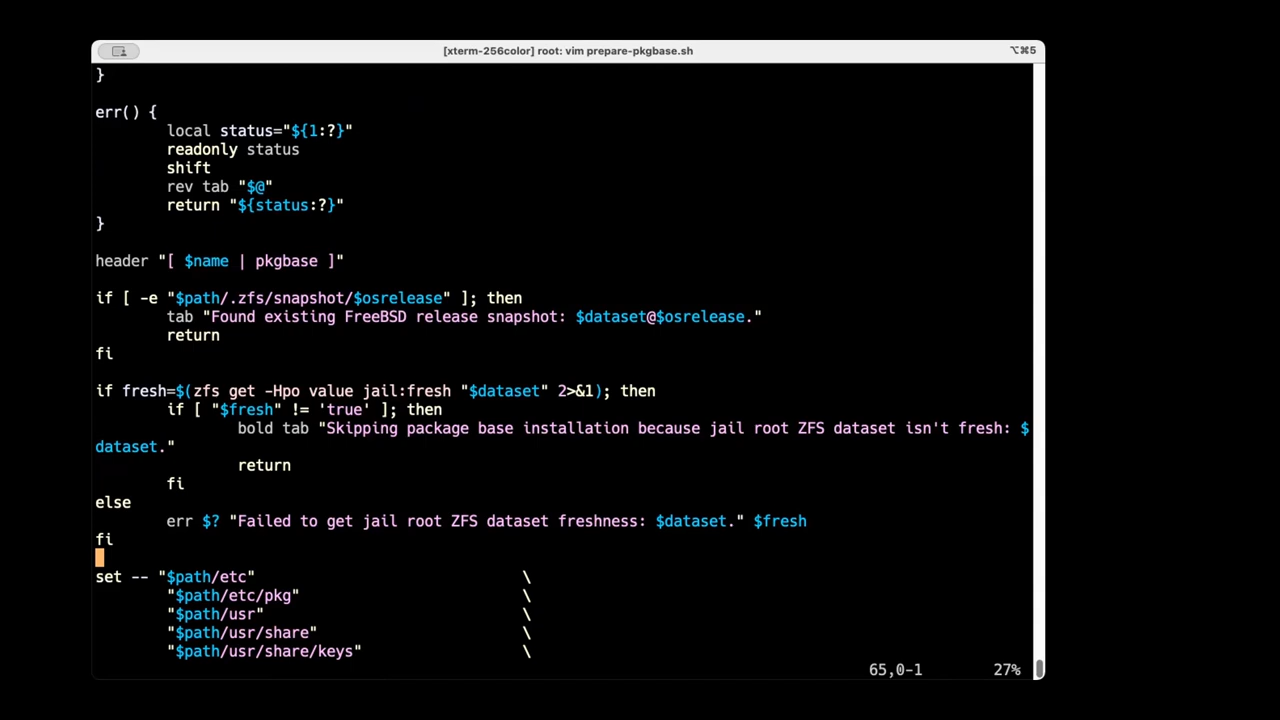 [xterm-256color] root: vim prepare-pkgbase.sh
⌥⌘5
}
err() {
        local status="${1:?}"
        readonly status
        shift
        rev tab "$@"
        return "${status:?}"
}
header "[ $name | pkgbase ]"
if [ -e "$path/.zfs/snapshot/$osrelease" ]; then
        tab "Found existing FreeBSD release snapshot: $dataset@$osrelease."
        return
fi
if fresh=$(zfs get -Hpo value jail:fresh "$dataset" 2>&1); then
        if [ "$fresh" != 'true' ]; then
                bold tab "Skipping package base installation because jail root ZFS dataset isn't fresh: $
dataset."
                return
        fi
else
        err $? "Failed to get jail root ZFS dataset freshness: $dataset." $fresh
fi
set -- "$path/etc"                              \
        "$path/etc/pkg"                         \
        "$path/usr"                             \
        "$path/usr/share"                       \
        "$path/usr/share/keys"                  \
65,0-1        27%